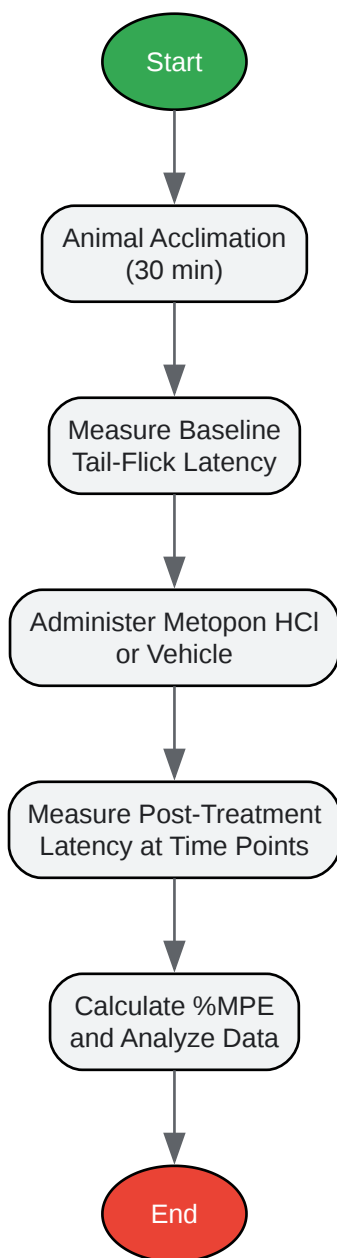 Start
Animal Acclimation
(30 min)
Measure Baseline
Tail-Flick Latency
Administer Metopon HCl
or Vehicle
Measure Post-Treatment
Latency at Time Points
Calculate %MPE
and Analyze Data
End